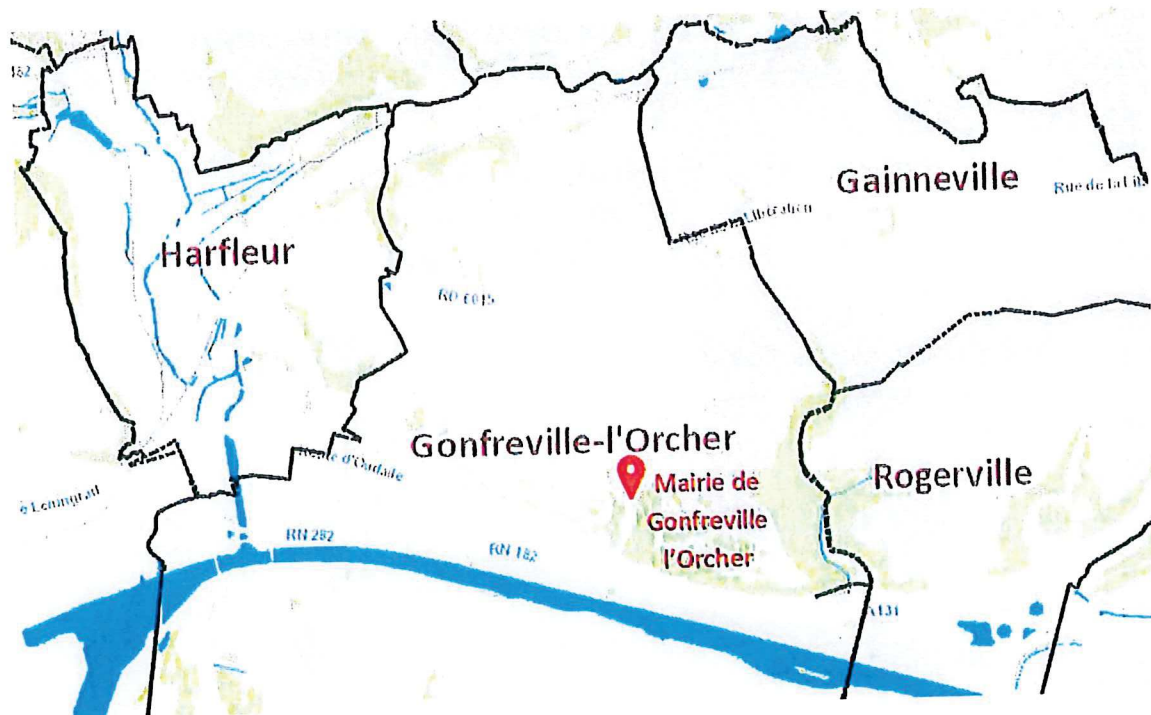 Gainneville
Harfleur
RD 6015
Gonfreville-l'Orcher
Rogerville
Mairie de
Gonfreville
l'Orcher
RN 282
RN 182
A131